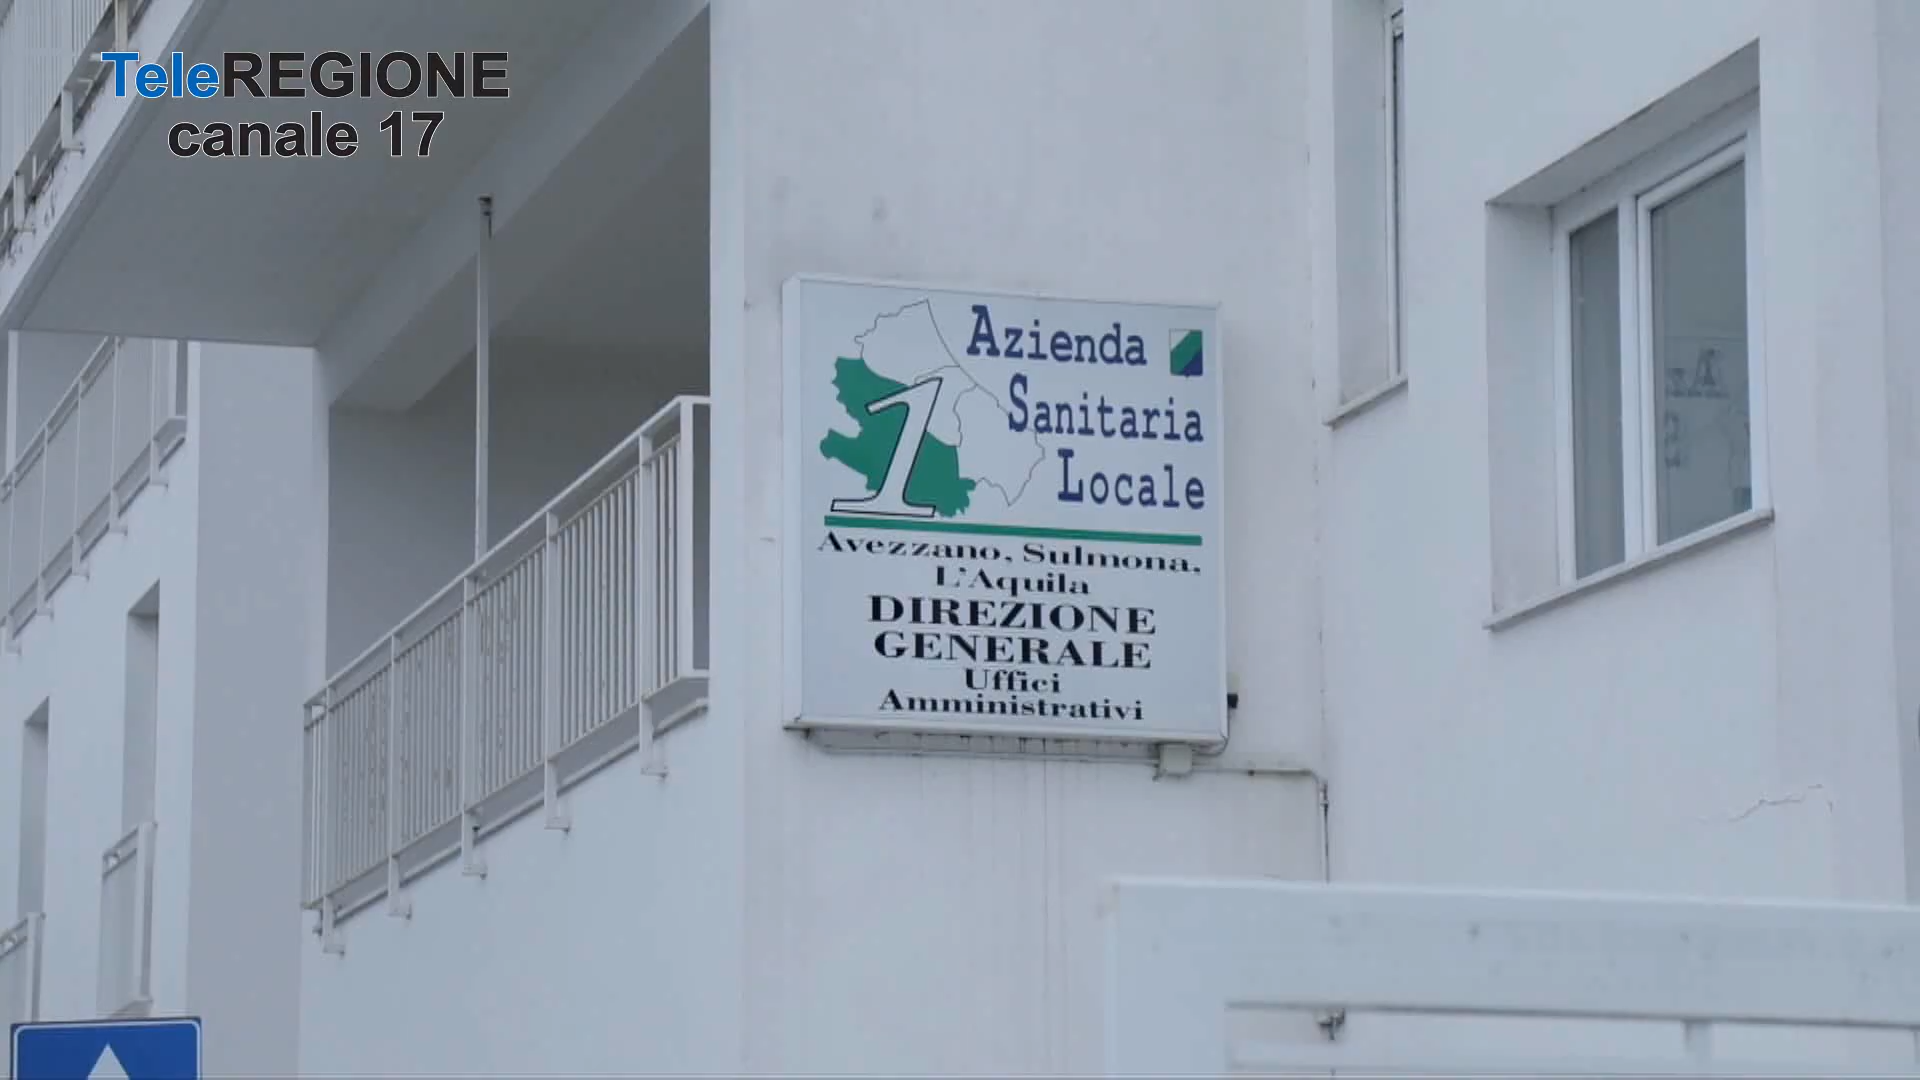 TeleREGIONE
canale 17
Azienda
Sanitaria
Locale
1
Avezzano, Sulmona,
L'Aquila
DIREZIONE
GENERALE
Uffici
Amministrativi